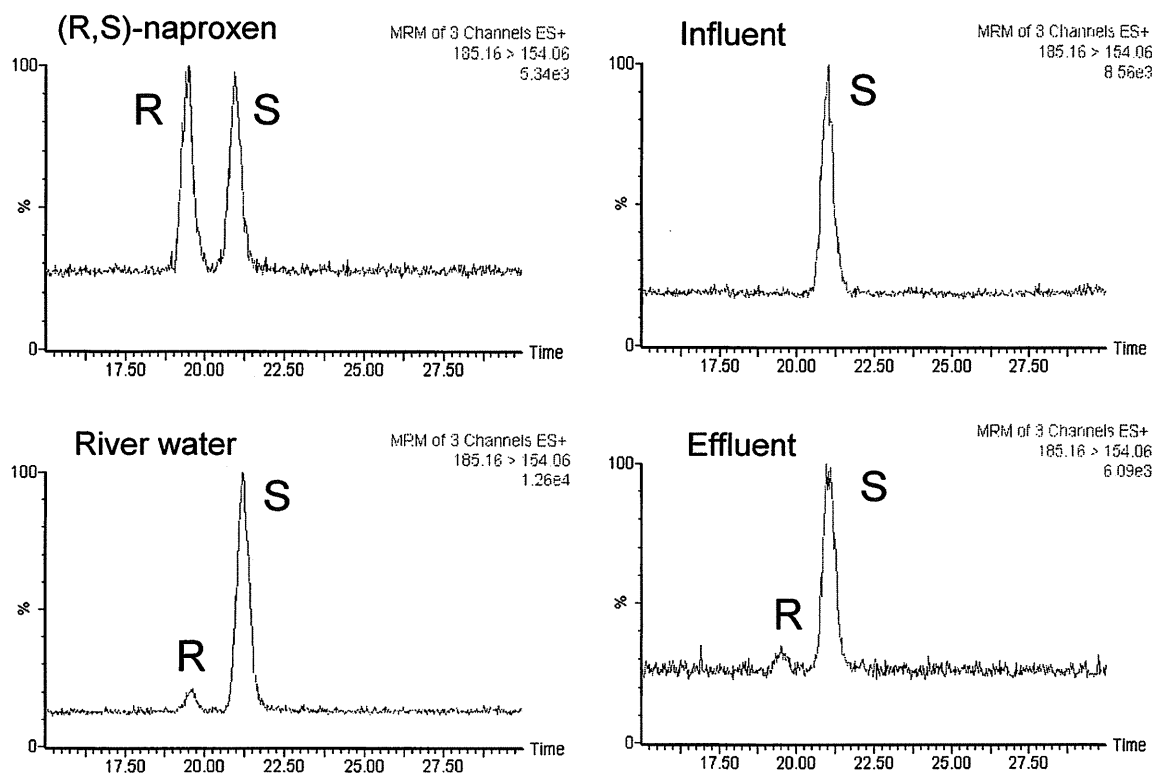 (R,S)-naproxen
MRM of 3 Channels ES+
185.16 > 154.06
5.34e3
100
R
S
%
0
17.50 20.00 22.50 25.00 27.50
Time
Influent
MRM of 3 Channels ES+
185.16 > 154.06
8.56e3
100
S
%
0
17.50 20.00 22.50 25.00 27.50
Time
River water
MRM of 3 Channels ES+
185.16 > 154.06
1.26e4
100
S
%
R
0
17.50 20.00 22.50 25.00 27.50
Time
Effluent
MRM of 3 Channels ES+
185.16 > 154.06
6.09e3
100
S
%
R
0
17.50 20.00 22.50 25.00 27.50
Time